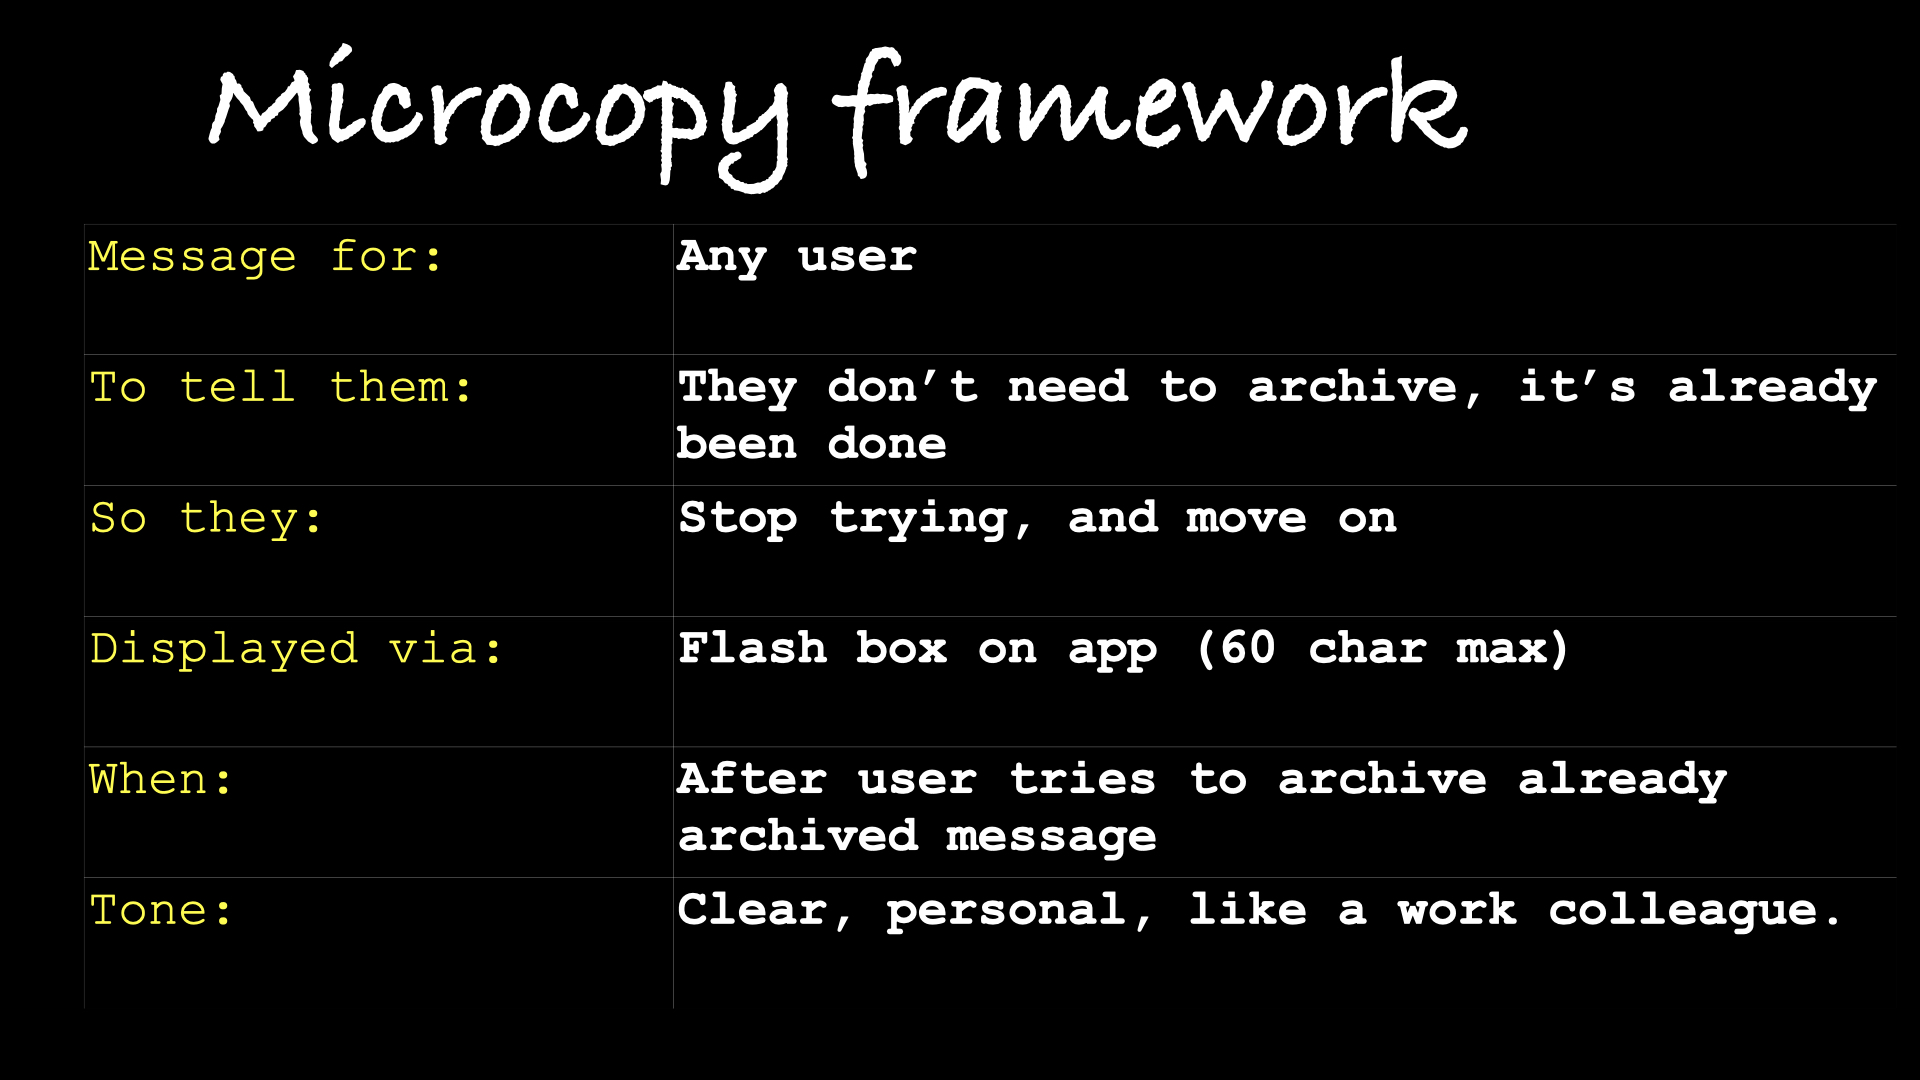 Microcopy framework
Message for:
Any user
To tell them:
They don’t need to archive, it’s already
been done
So they:
Stop trying, and move on
Displayed via:
Flash box on app (60 char max)
When:
After user tries to archive already
archived message
Tone:
Clear, personal, like a work colleague.